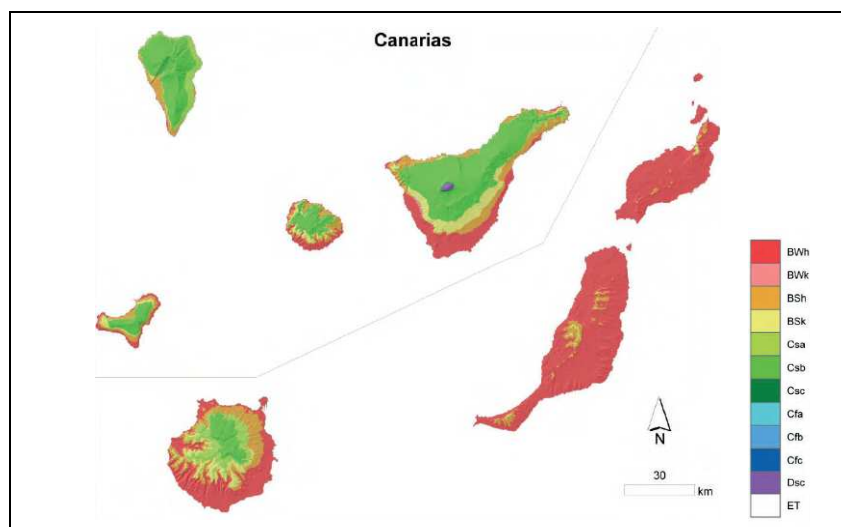 Canarias
BWh
BWk
BSh
BSk
Csa
Csb
Csc
Cfa
Cfb
Cfc
Dsc
ET
N
30
km